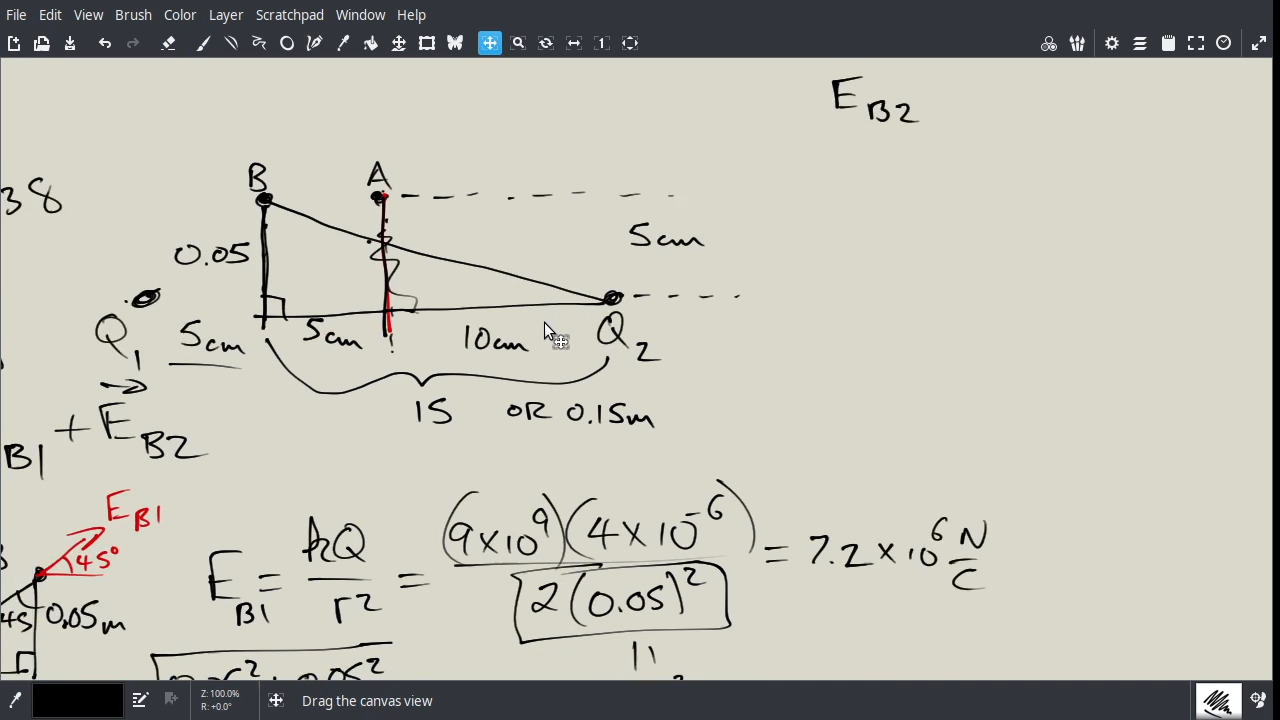 File Edit View Brush Color Layer Scratchpad Window Help
E B2
B A
38
0.05
5cm
Q1 5cm 5cm 10cm Q2
15 OR 0.15m
B1 + E B2
E B1
45°
E B1 = kQ / r² = (9×10⁹)(4×10⁻⁶) / 2(0.05)² = 7.2×10⁶ N/C
45 0.05m
Z: 100.0%
R: +0.0°
Drag the canvas view